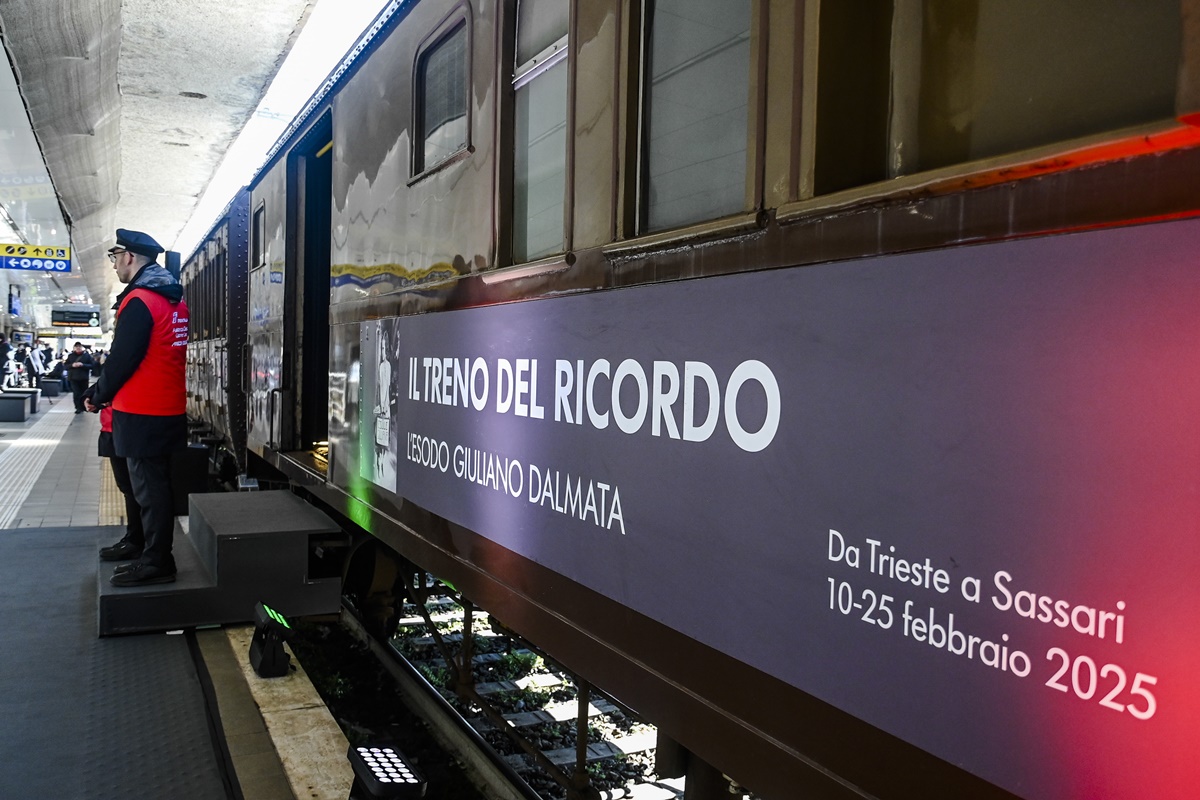 IL TRENO DEL RICORDO
L'ESODO GIULIANO DALMATA
Da Trieste a Sassari
10-25 febbraio 2025